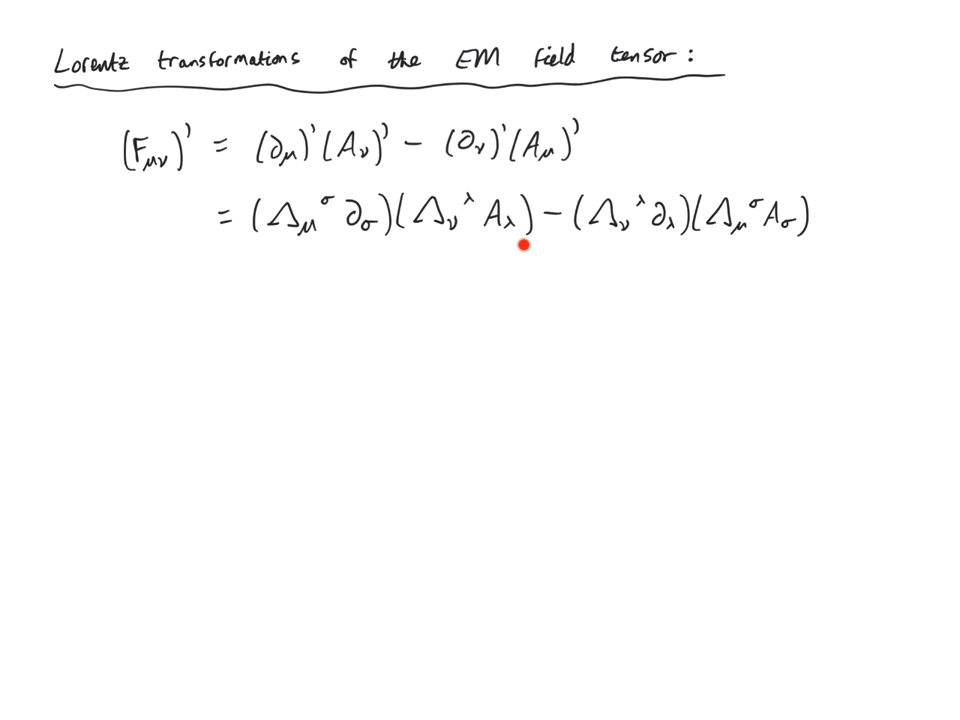 Lorentz transformations of the EM field tensor:
(F_μν)' = (∂_μ)'(A_ν)' − (∂_ν)'(A_μ)'
= (Λ_μ^σ ∂_σ)(Λ_ν^λ A_λ) − (Λ_ν^λ ∂_λ)(Λ_μ^σ A_σ)